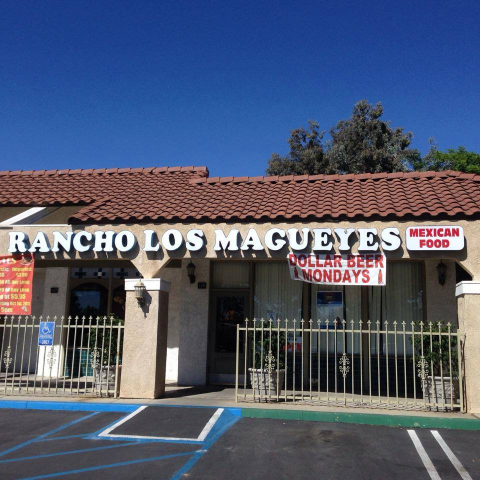 RANCHO LOS MAGUEYES
MEXICAN
FOOD
DOLLAR BEER
MONDAYS!